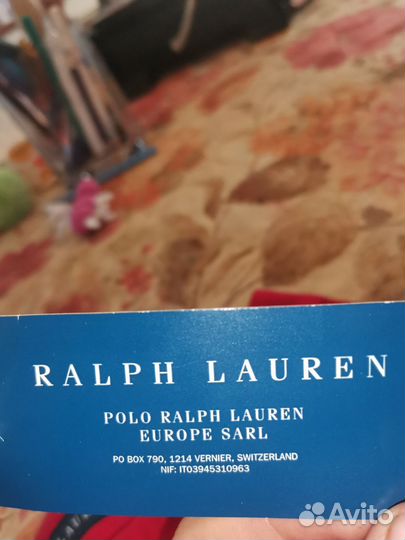 RALPH LAUREN
POLO RALPH LAUREN
EUROPE SARL
PO BOX 790, 1214 VERNIER, SWITZERLAND
NIF: IT03945310963
Avito